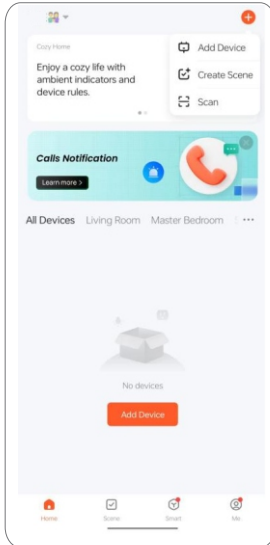 Cozy Home
Enjoy a cozy life with
ambient indicators and
device rules.
Add Device
Create Scene
Scan
Calls Notification
Learn more >
All Devices Living Room Master Bedroom
No devices
Add Device
Home Scene Smart Me